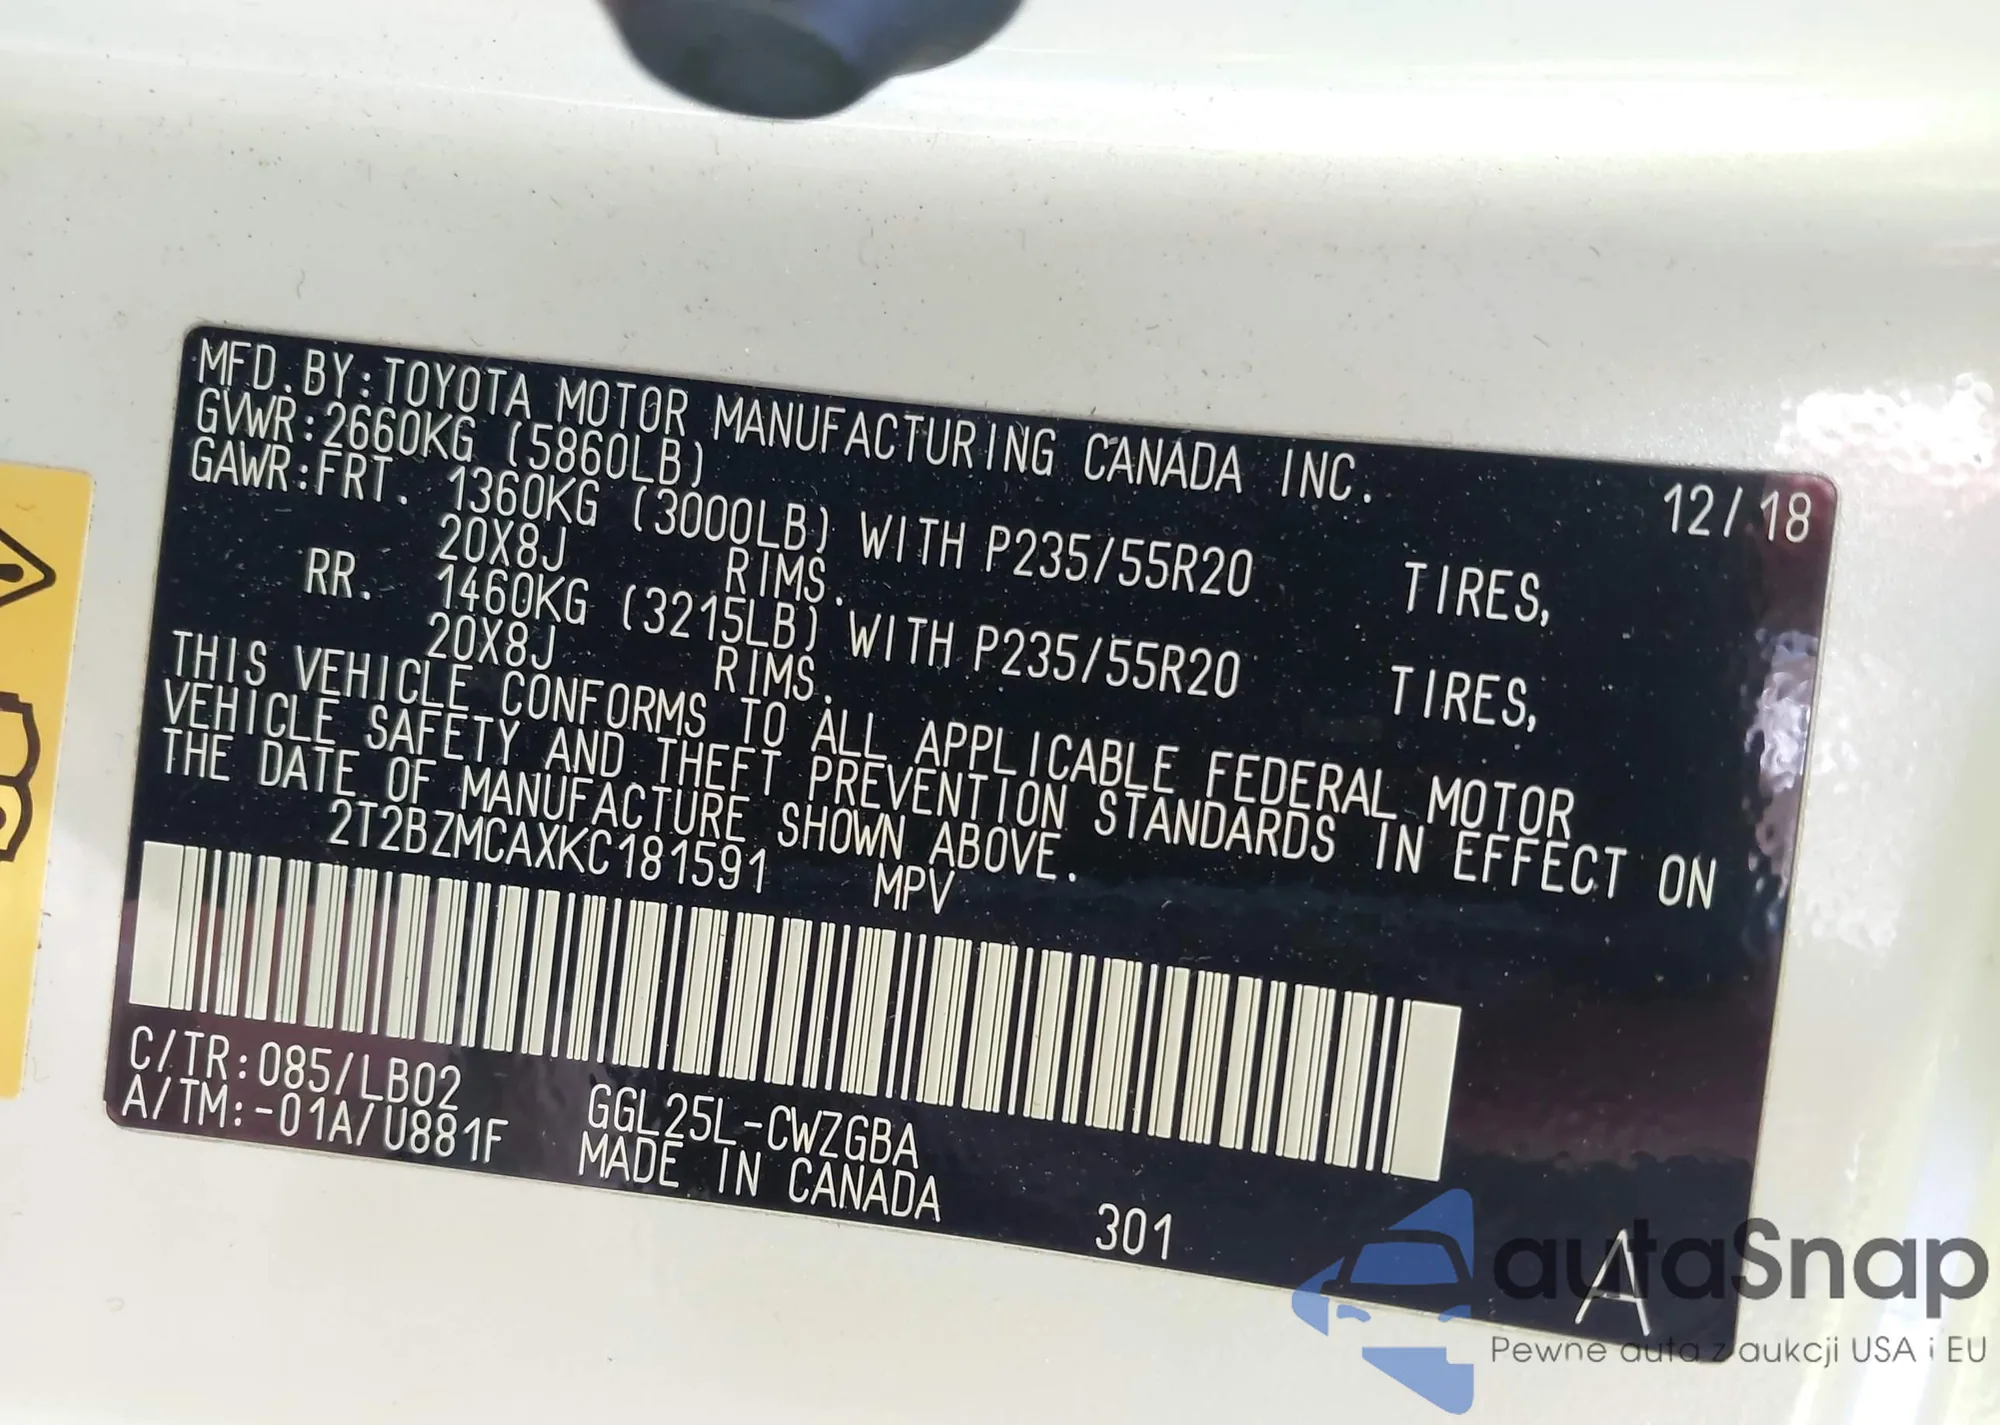 MFD.BY:TOYOTA MOTOR MANUFACTURING CANADA INC. 12/18
GVWR:2660KG (5860LB)
GAWR:FRT. 1360KG (3000LB) WITH P235/55R20 TIRES,
20X8J RIMS.
RR. 1460KG (3215LB) WITH P235/55R20 TIRES,
20X8J RIMS.
THIS VEHICLE CONFORMS TO ALL APPLICABLE FEDERAL MOTOR
VEHICLE SAFETY AND THEFT PREVENTION STANDARDS IN EFFECT ON
THE DATE OF MANUFACTURE SHOWN ABOVE.
2T2BZMCAXKC181591 MPV
C/TR:085/LB02 GGL25L-CWZGBA
A/TM:-01A/U881F MADE IN CANADA
301 A
autaSnap
Pewne auta z aukcji USA i EU